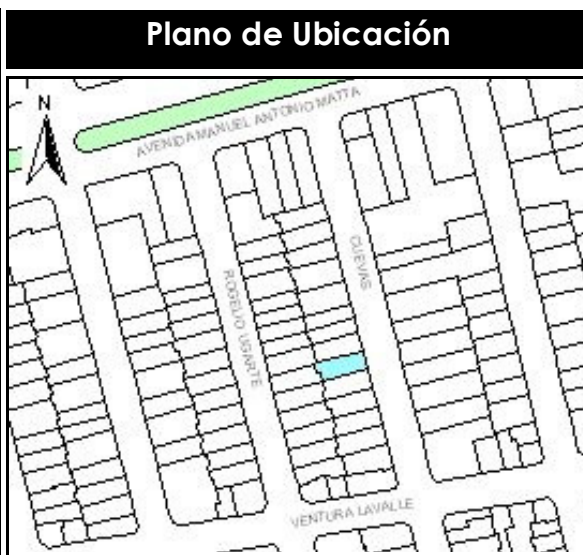 Plano de Ubicación
N
AVENIDA MANUEL ANTONIO MATTA
CUEVAS
ROGELIO UGARTE
VENTURA LAVALLE